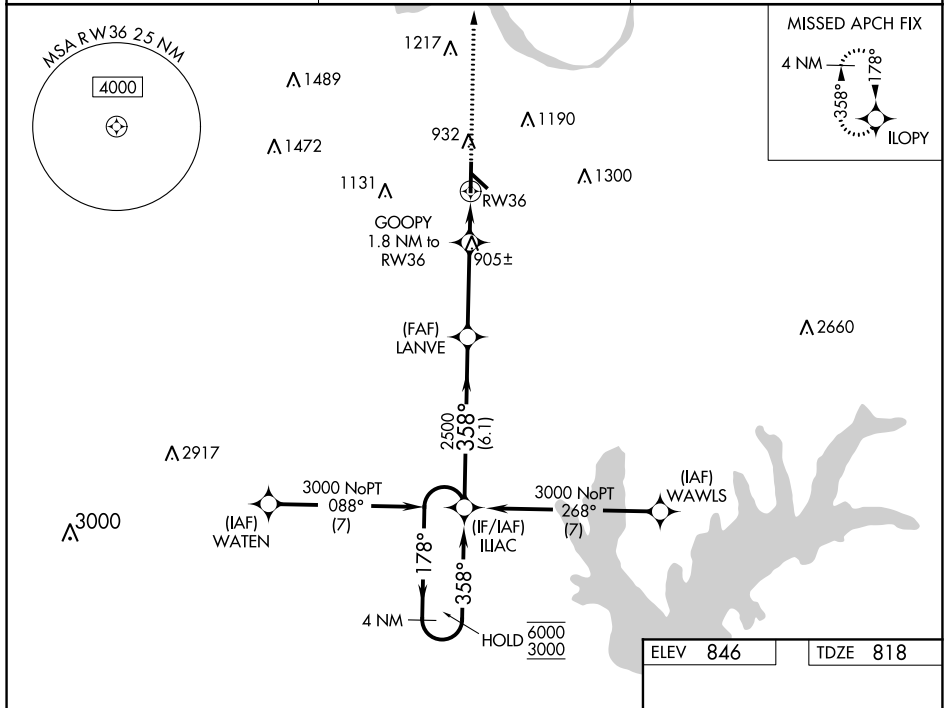 MSA RW36 25 NM
4000
1489
1472
1217
1190
932
1131
1300
RW36
GOOPY
1.8 NM to
RW36
905±
MISSED APCH FIX
4 NM
358°
178°
ILOPY
(FAF)
LANVE
2660
2500
358°
(6.1)
2917
3000
(IAF)
WATEN
3000 NoPT
088°
(7)
(IF/IAF)
ILIAC
3000 NoPT
268°
(7)
(IAF)
WAWLS
178°
358°
4 NM
HOLD 6000
3000
ELEV 846
TDZE 818